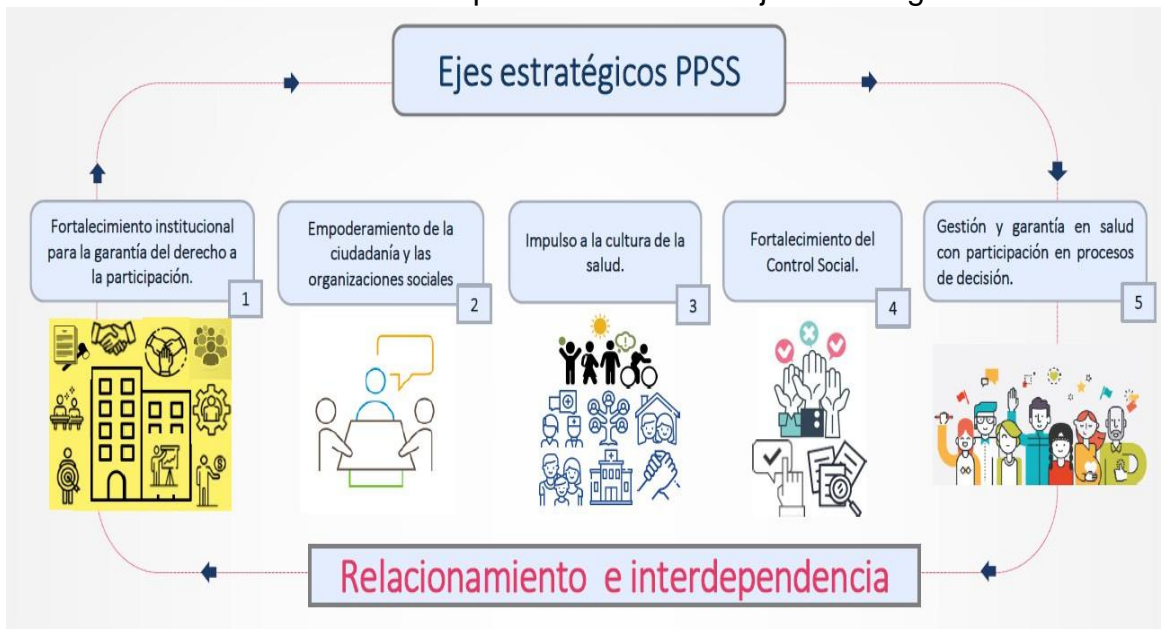 Ejes estratégicos PPSS
Fortalecimiento institucional
para la garantía del derecho a
la participación.
1
Empoderamiento de la
ciudadanía y las
organizaciones sociales
2
Impulso a la cultura de la
salud.
3
Fortalecimiento del
Control Social.
4
Gestión y garantía en salud
con participación en procesos
de decisión.
5
Relacionamiento e interdependencia